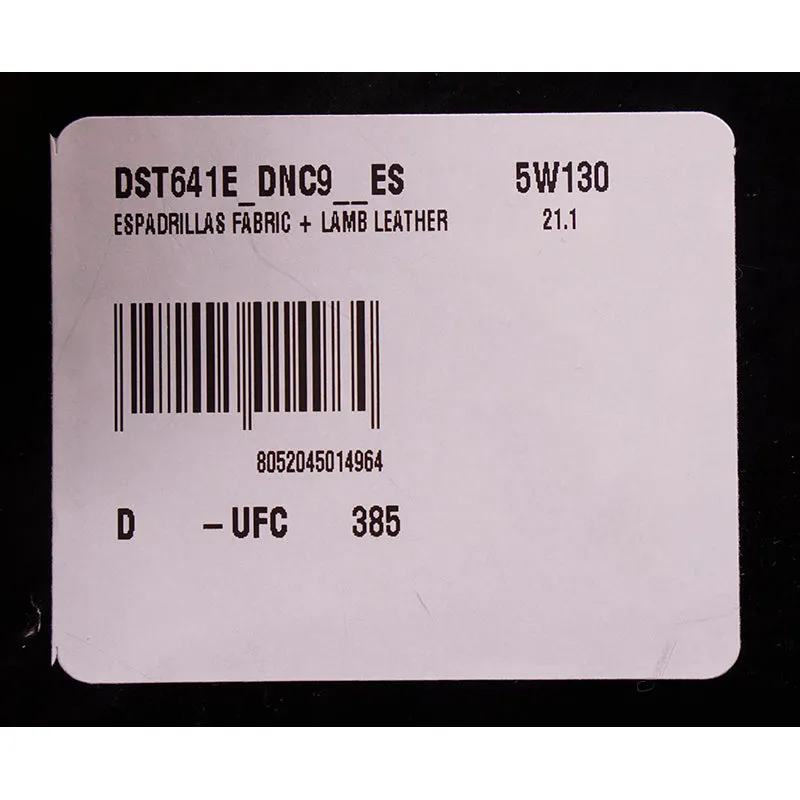 DST641E_DNC9__ES 5W130
ESPADRILLAS FABRIC + LAMB LEATHER 21.1
8052045014964
D –UFC 385